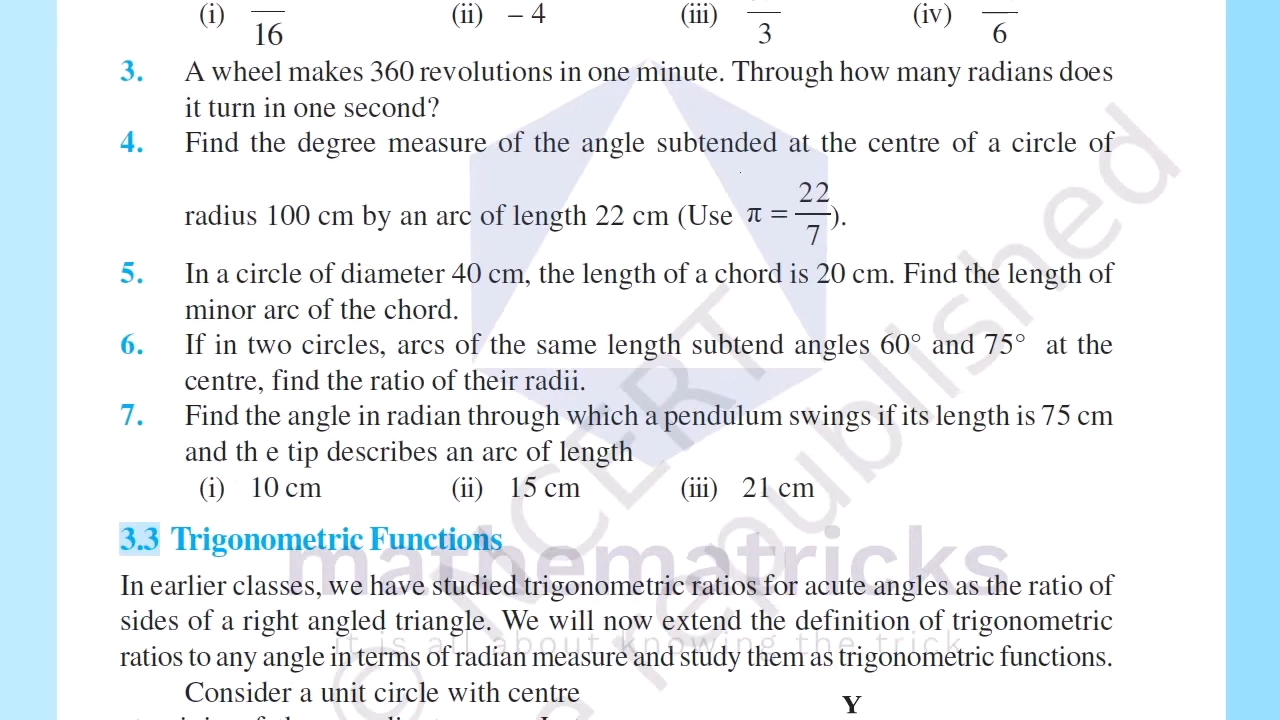 (i) 16 (ii) – 4 (iii) 3 (iv) 6
3. A wheel makes 360 revolutions in one minute. Through how many radians does
it turn in one second?
4. Find the degree measure of the angle subtended at the centre of a circle of
radius 100 cm by an arc of length 22 cm (Use π = 22/7).
5. In a circle of diameter 40 cm, the length of a chord is 20 cm. Find the length of
minor arc of the chord.
6. If in two circles, arcs of the same length subtend angles 60° and 75° at the
centre, find the ratio of their radii.
7. Find the angle in radian through which a pendulum swings if its length is 75 cm
and th e tip describes an arc of length
(i) 10 cm (ii) 15 cm (iii) 21 cm
3.3 Trigonometric Functions
mathematricks
In earlier classes, we have studied trigonometric ratios for acute angles as the ratio of
sides of a right angled triangle. We will now extend the definition of trigonometric
it is all about knowing the trick
ratios to any angle in terms of radian measure and study them as trigonometric functions.
Consider a unit circle with centre
Y
© NCERT
republished